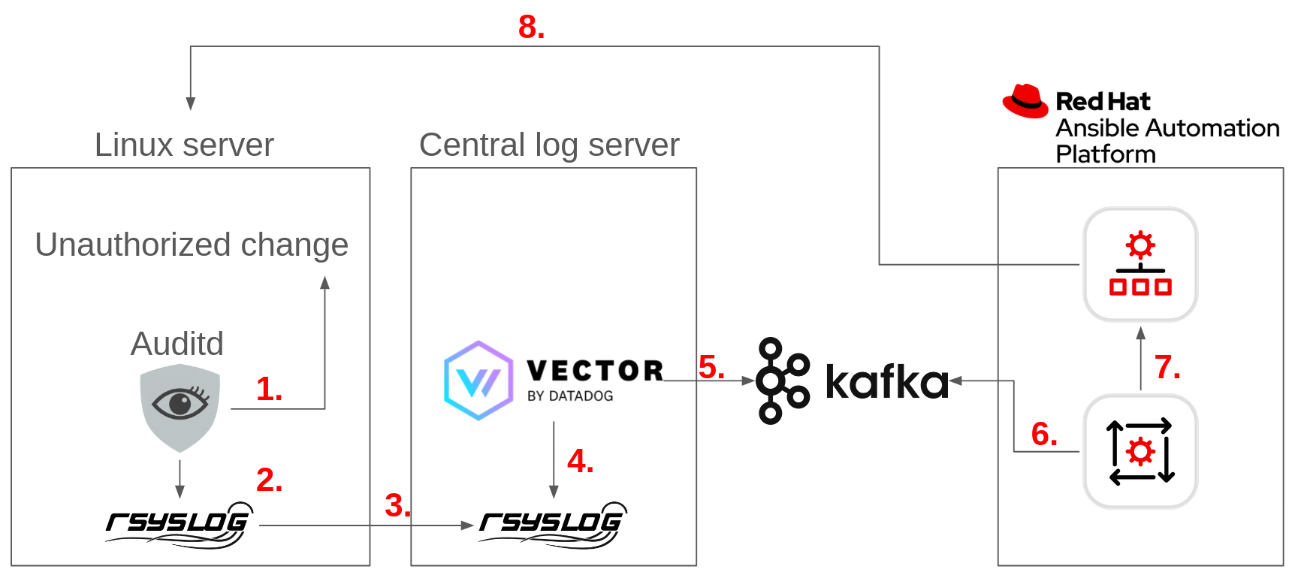 8.
Linux server
Central log server
Red Hat
Ansible Automation
Platform
Unauthorized change
Auditd
1.
2.
rsyslog
3.
VECTOR
BY DATADOG
4.
rsyslog
5.
kafka
6.
7.